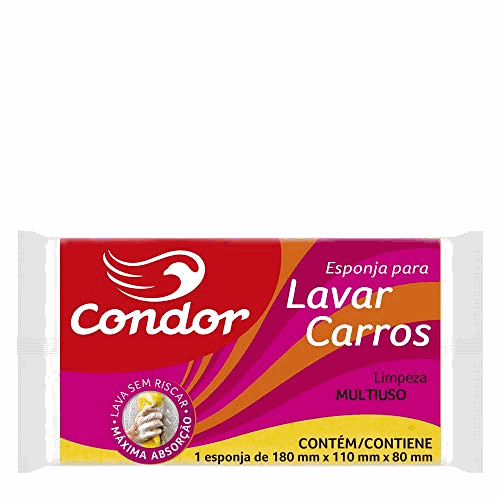 Condor
Esponja para
Lavar
Carros
Limpeza
MULTIUSO
• LAVA SEM RISCAR •
MÁXIMA ABSORÇÃO
CONTÉM/CONTIENE
1 esponja de 180 mm x 110 mm x 80 mm